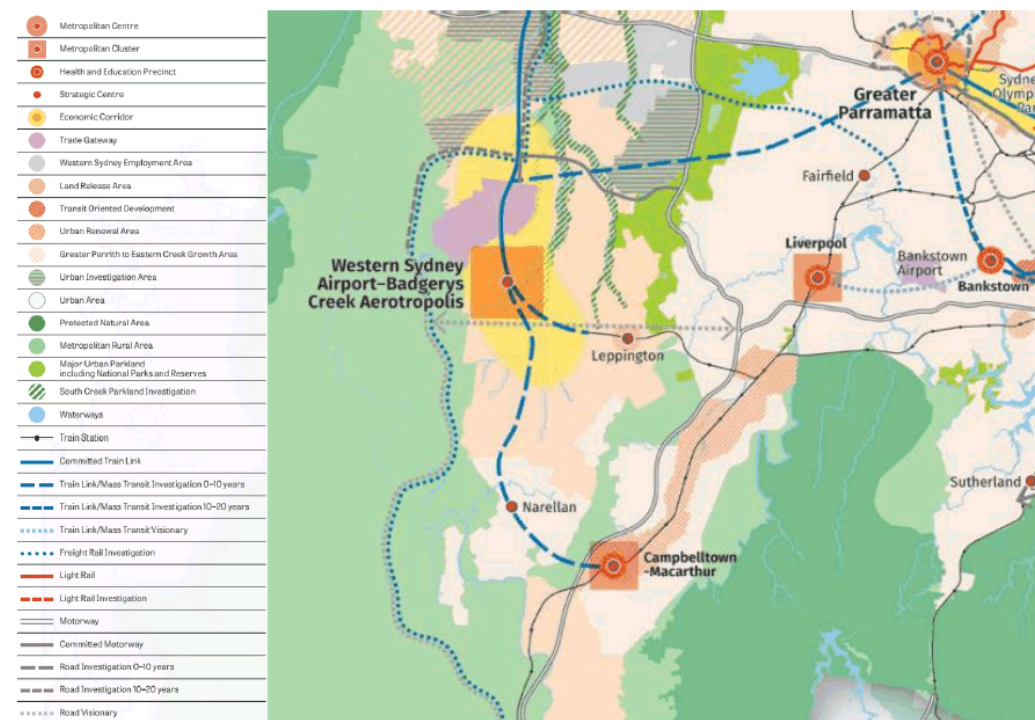 Metropolitan Centre
Metropolitan Cluster
Health and Education Precinct
Strategic Centre
Economic Corridor
Trade Gateway
Western Sydney Employment Area
Land Release Area
Transit Oriented Development
Urban Renewal Area
Greater Penrith to Eastern Creek Growth Area
Urban Investigation Area
Urban Area
Protected Natural Area
Metropolitan Rural Area
Major Urban Parkland
including National Parks and Reserves
South Creek Parkland Investigation
Waterways
Train Station
Committed Train Link
Train Link/Mass Transit Investigation 0–10 years
Train Link/Mass Transit Investigation 10–20 years
Train Link/Mass Transit Visionary
Freight Rail Investigation
Light Rail
Light Rail Investigation
Motorway
Committed Motorway
Road Investigation 0–10 years
Road Investigation 10–20 years
Road Visionary
Greater
Parramatta
Sydney
Olymp
Pa
Fairfield
Liverpool
Bankstown
Airport
Bankstown
Western Sydney
Airport–Badgerys
Creek Aerotropolis
Leppington
Narellan
Sutherland
Campbelltown
-Macarthur